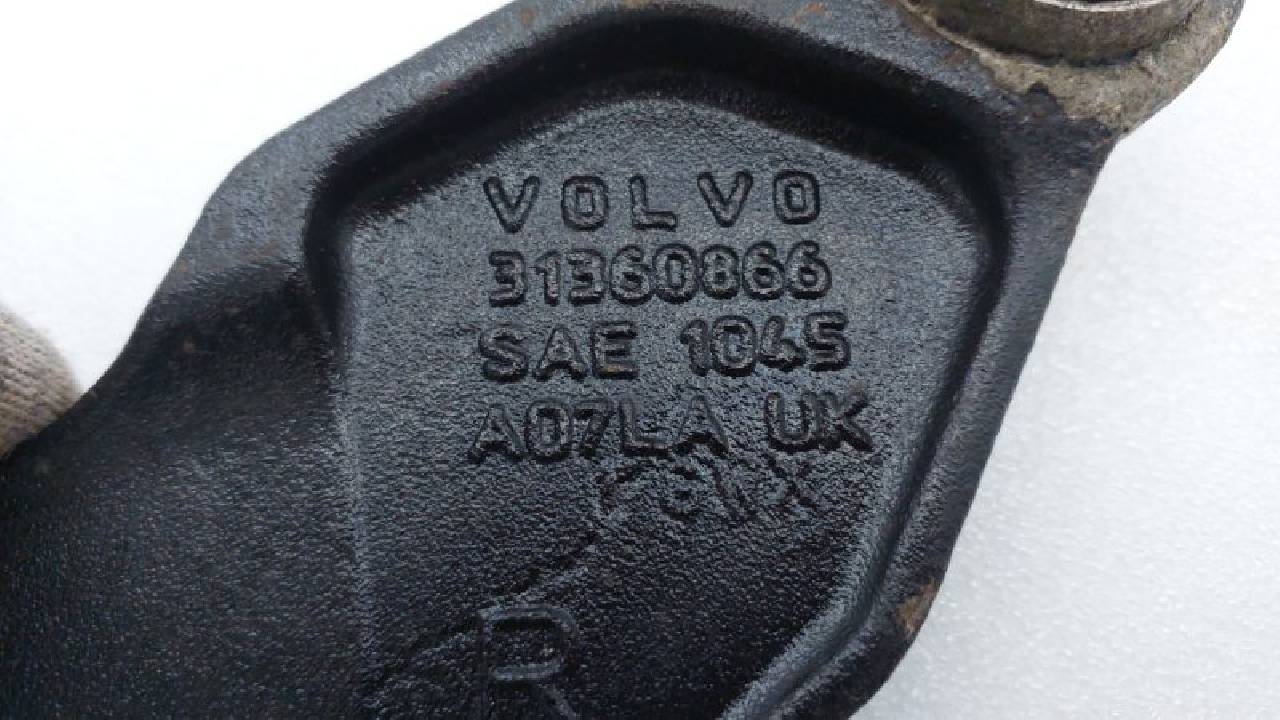 VOLVO
31360866
SAE 1045
A07LA UK
R